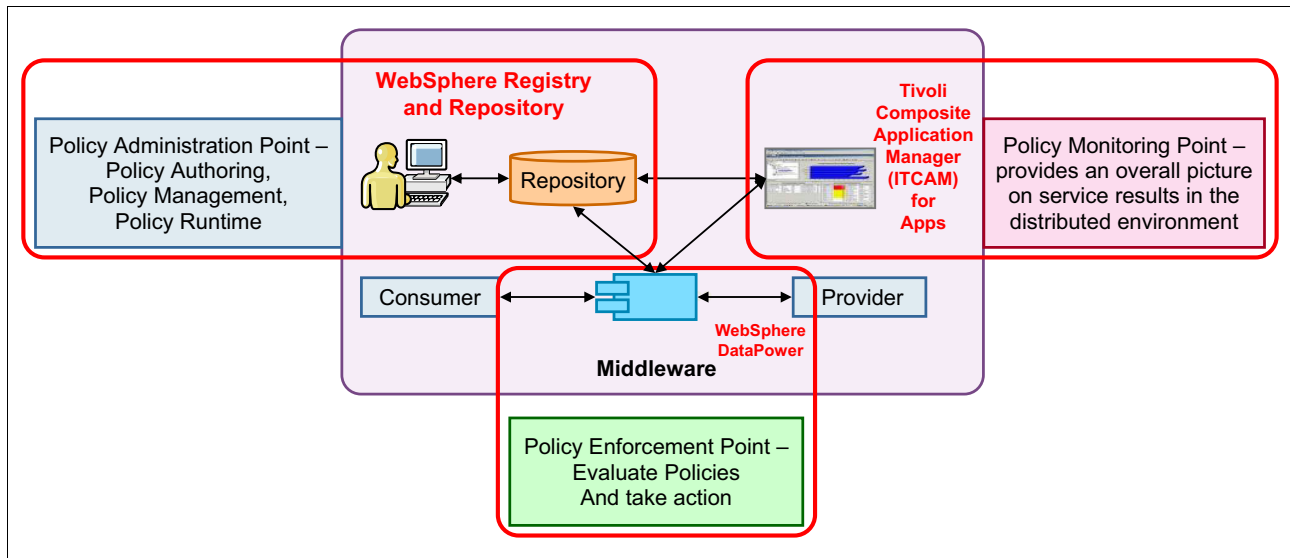 WebSphere Registry
and Repository
Policy Administration Point –
Policy Authoring,
Policy Management,
Policy Runtime
Repository
Tivoli
Composite
Application
Manager
(ITCAM)
for
Apps
Policy Monitoring Point –
provides an overall picture
on service results in the
distributed environment
Consumer
Provider
WebSphere
DataPower
Middleware
Policy Enforcement Point –
Evaluate Policies
And take action